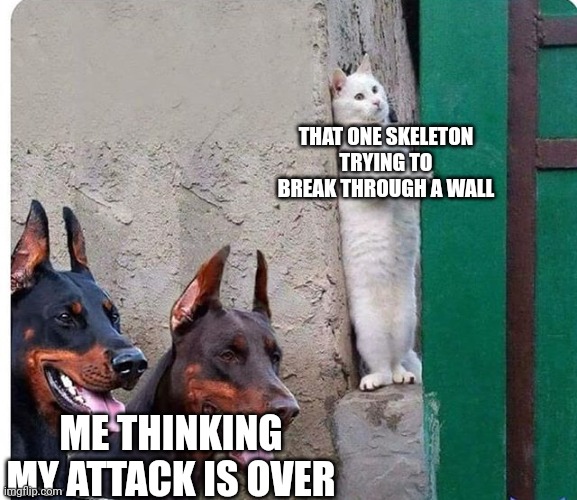 THAT ONE SKELETON
TRYING TO
BREAK THROUGH A WALL
ME THINKING
MY ATTACK IS OVER
imgflip.com